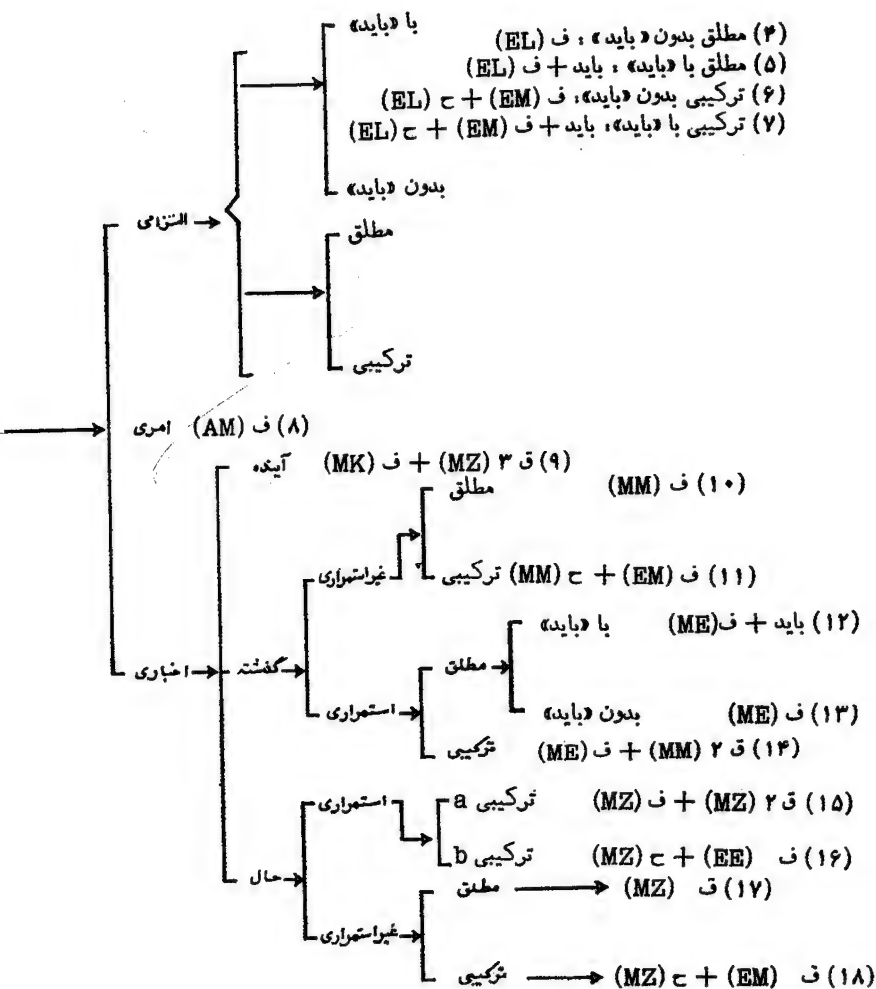 با «باید»
(۴) مطلق بدون «باید» : ف (EL)
(۵) مطلق با «باید» : باید + ف (EL)
(۶) ترکیبی بدون «باید»: ف (EM) + ح (EL)
(۷) ترکیبی با «باید»: باید + ف (EM) + ح (EL)
بدون «باید»
التزامی
مطلق
ترکیبی
امری (۸) ف (AM)
آینده (۹) ق ۳ (MZ) + ف (MK)
مطلق (۱۰) ف (MM)
غیراستمراری
ترکیبی (۱۱) ف (EM) + ح (MM)
با «باید» (۱۲) باید + ف (ME)
اخباری گذشته مطلق
استمراری بدون «باید» (۱۳) ف (ME)
ترکیبی (۱۴) ق ۲ (MM) + ف (ME)
استمراری ترکیبی a (۱۵) ق ۲ (MZ) + ف (MZ)
ترکیبی b (۱۶) ف (EE) + ح (MZ)
حال مطلق (۱۷) ف (MZ)
غیراستمراری
ترکیبی (۱۸) ف (EM) + ح (MZ)